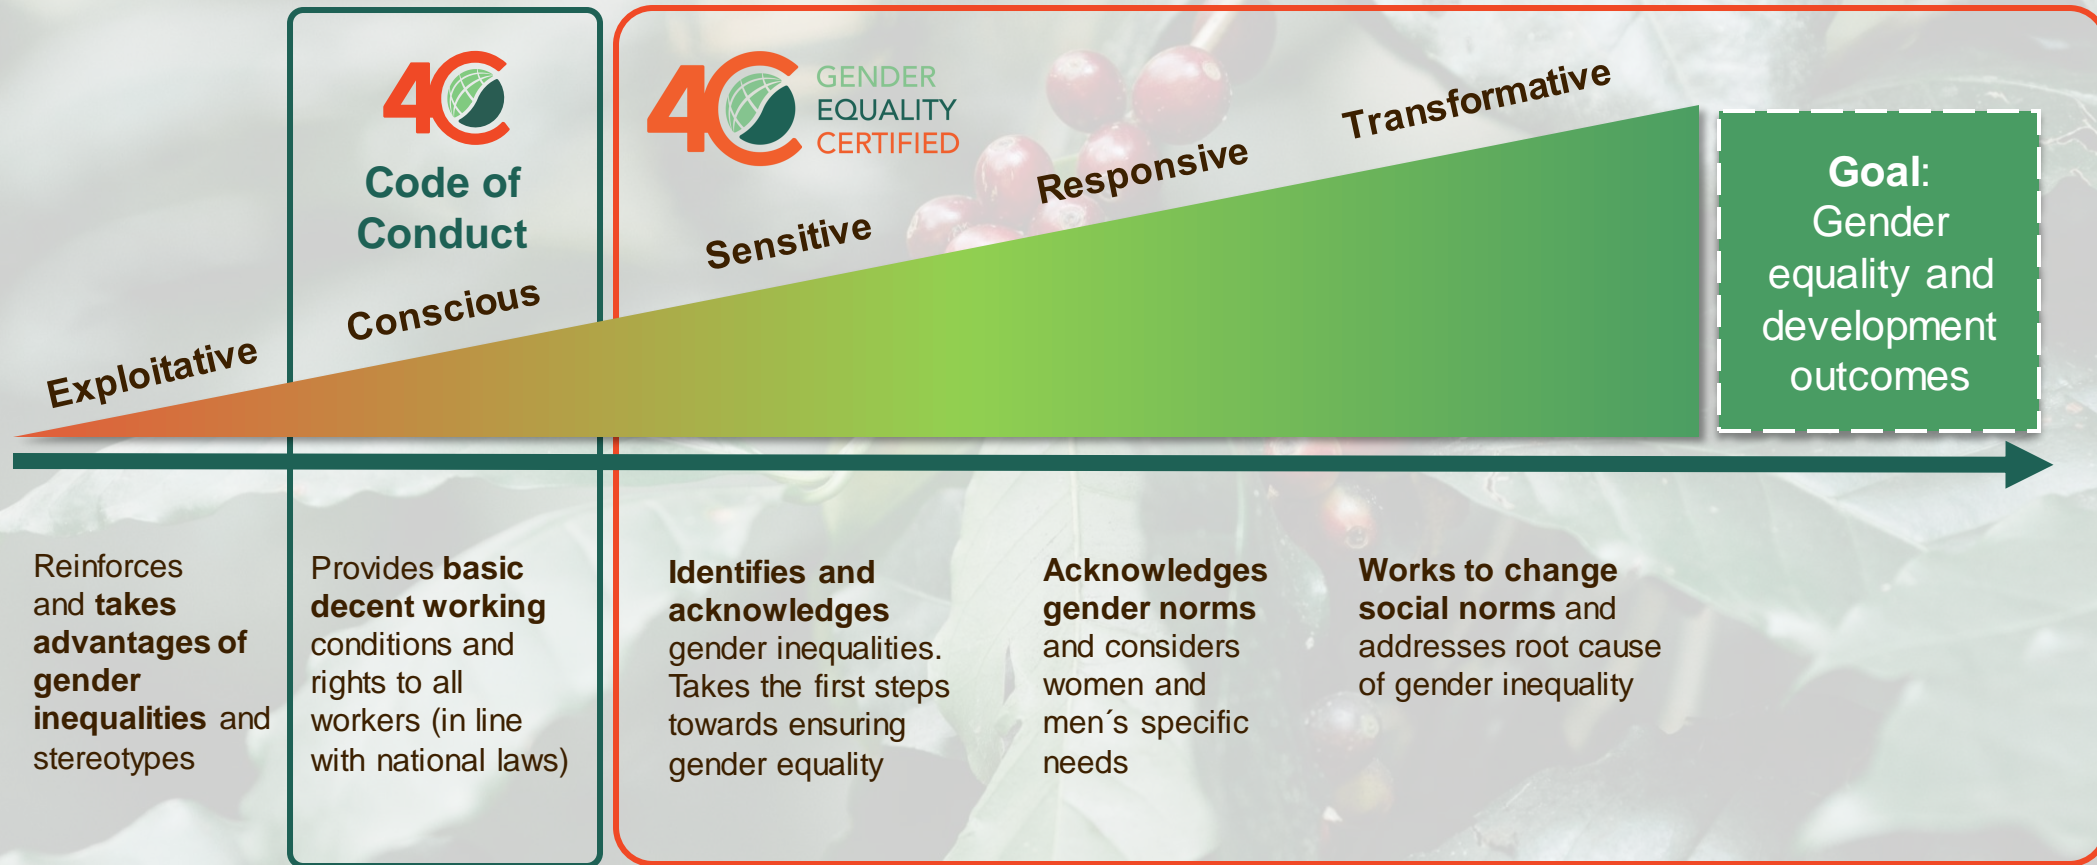 4C
Code of
Conduct
4C
GENDER
EQUALITY
CERTIFIED
Exploitative
Conscious
Sensitive
Responsive
Transformative
Goal:
Gender
equality and
development
outcomes
Reinforces
and takes
advantages of
gender
inequalities and
stereotypes
Provides basic
decent working
conditions and
rights to all
workers (in line
with national laws)
Identifies and
acknowledges
gender inequalities.
Takes the first steps
towards ensuring
gender equality
Acknowledges
gender norms
and considers
women and
men´s specific
needs
Works to change
social norms and
addresses root cause
of gender inequality